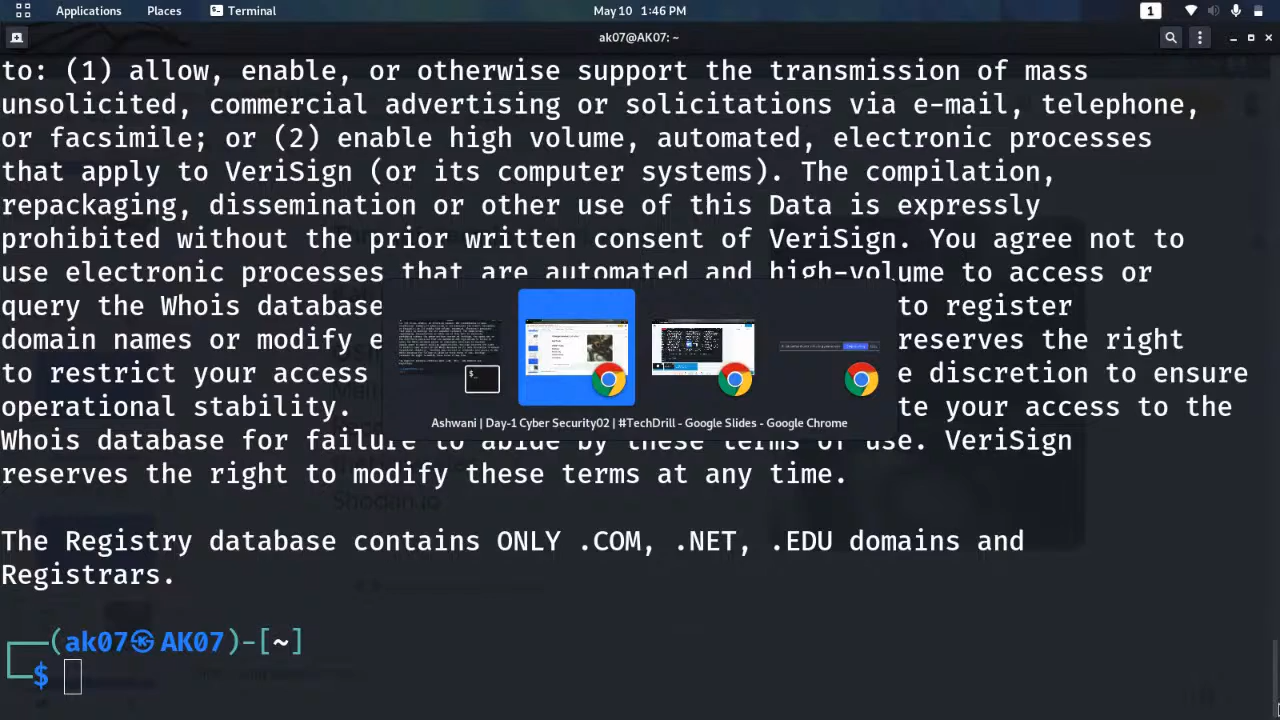 Applications Places Terminal May 10 1:46 PM 1
ak07@AK07: ~
to: (1) allow, enable, or otherwise support the transmission of mass
unsolicited, commercial advertising or solicitations via e-mail, telephone,
or facsimile; or (2) enable high volume, automated, electronic processes
that apply to VeriSign (or its computer systems). The compilation,
repackaging, dissemination or other use of this Data is expressly
prohibited without the prior written consent of VeriSign. You agree not to
use electronic processes that are automated and high-volume to access or
query the Whois database to register
domain names or modify e reserves the right
to restrict your access e discretion to ensure
operational stability. te your access to the
Whois database for failure to abide by these terms of use. VeriSign
reserves the right to modify these terms at any time.
Ashwani | Day-1 Cyber Security02 | #TechDrill - Google Slides - Google Chrome
Shodan.io
The Registry database contains ONLY .COM, .NET, .EDU domains and
Registrars.
(ak07㉿AK07)-[~]
$